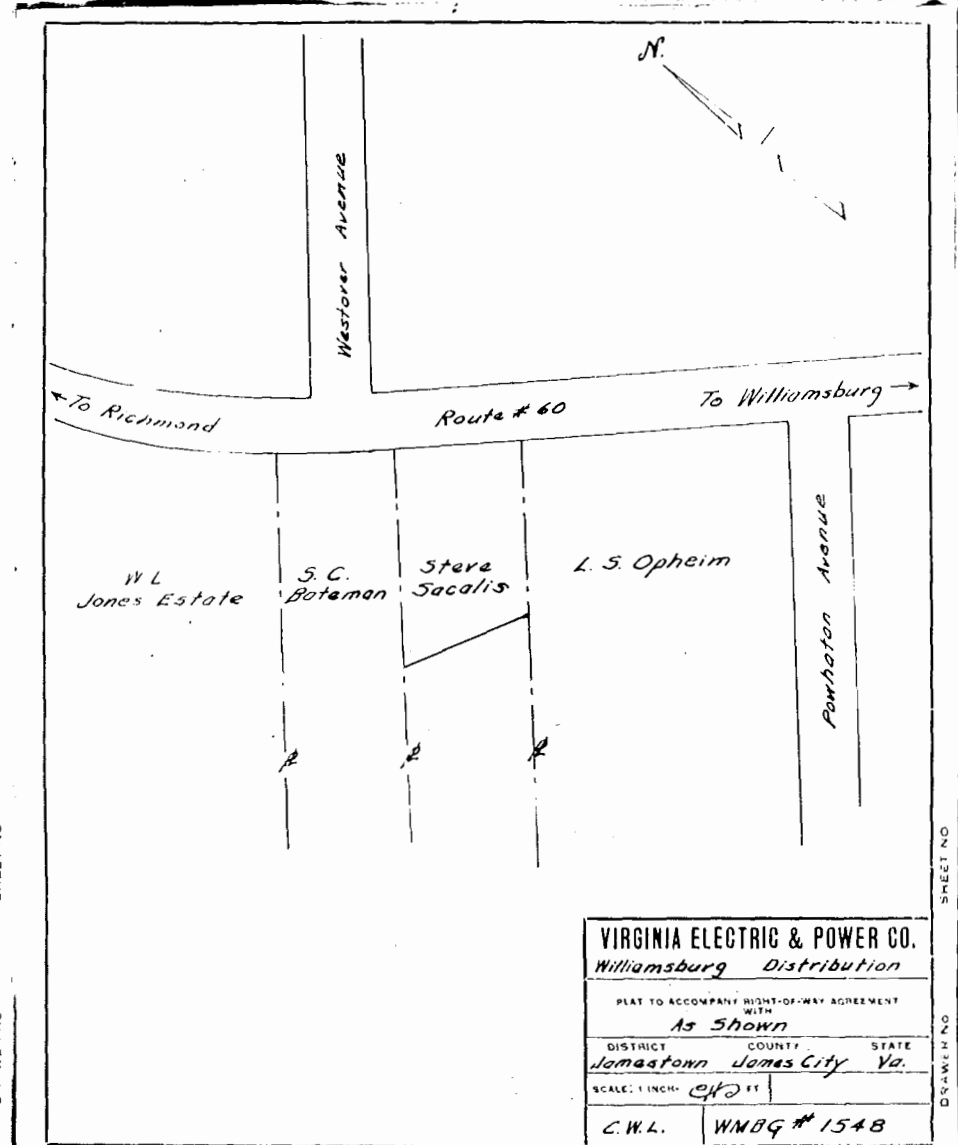 N.
Westover Avenue
To Richmond
Route # 60
To Williamsburg
W L
Jones Estate
S. C.
Bateman
Steve
Sacalis
L. S. Opheim
Powhaton Avenue
SHEET NO
DRAWER NO
VIRGINIA ELECTRIC & POWER CO.
Williamsburg Distribution
PLAT TO ACCOMPANY RIGHT-OF-WAY AGREEMENT
WITH
As Shown
DISTRICT COUNTY STATE
Jamestown James City Va.
SCALE: 1 INCH= FT
C.W.L. WMBG # 1548